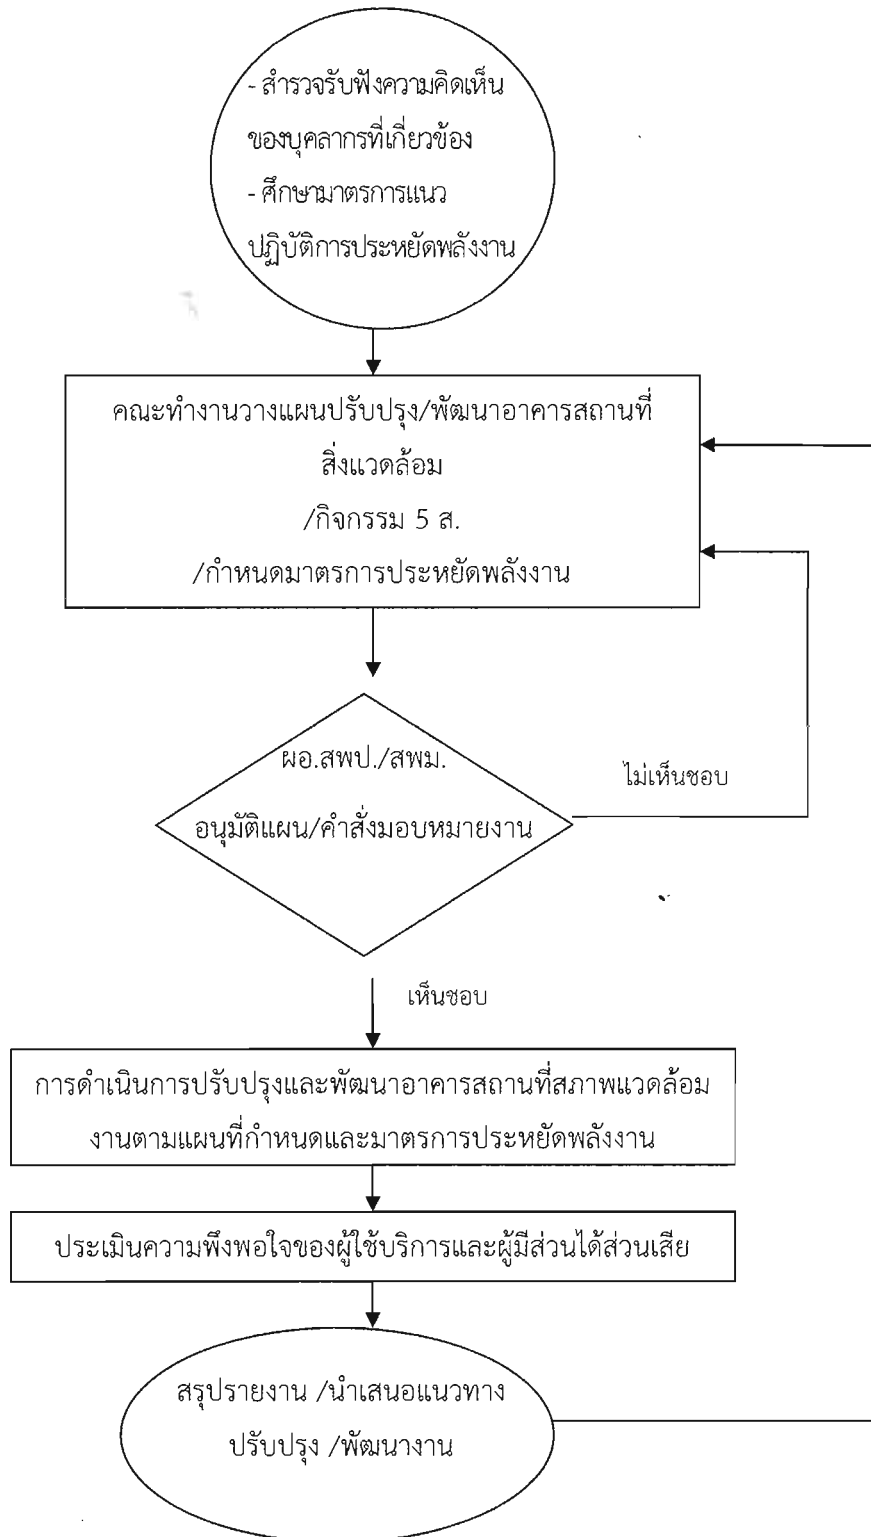 - สำรวจรับฟังความคิดเห็น
ของบุคลากรที่เกี่ยวข้อง
- ศึกษามาตรการแนว
ปฏิบัติการประหยัดพลังงาน
คณะทำงานวางแผนปรับปรุง/พัฒนาอาคารสถานที่
สิ่งแวดล้อม
/กิจกรรม 5 ส.
/กำหนดมาตรการประหยัดพลังงาน
ผอ.สพป./สพม.
ไม่เห็นชอบ
อนุมัติแผน/คำสั่งมอบหมายงาน
เห็นชอบ
การดำเนินการปรับปรุงและพัฒนาอาคารสถานที่สภาพแวดล้อม
งานตามแผนที่กำหนดและมาตรการประหยัดพลังงาน
ประเมินความพึงพอใจของผู้ใช้บริการและผู้มีส่วนได้ส่วนเสีย
สรุปรายงาน /นำเสนอแนวทาง
ปรับปรุง /พัฒนางาน